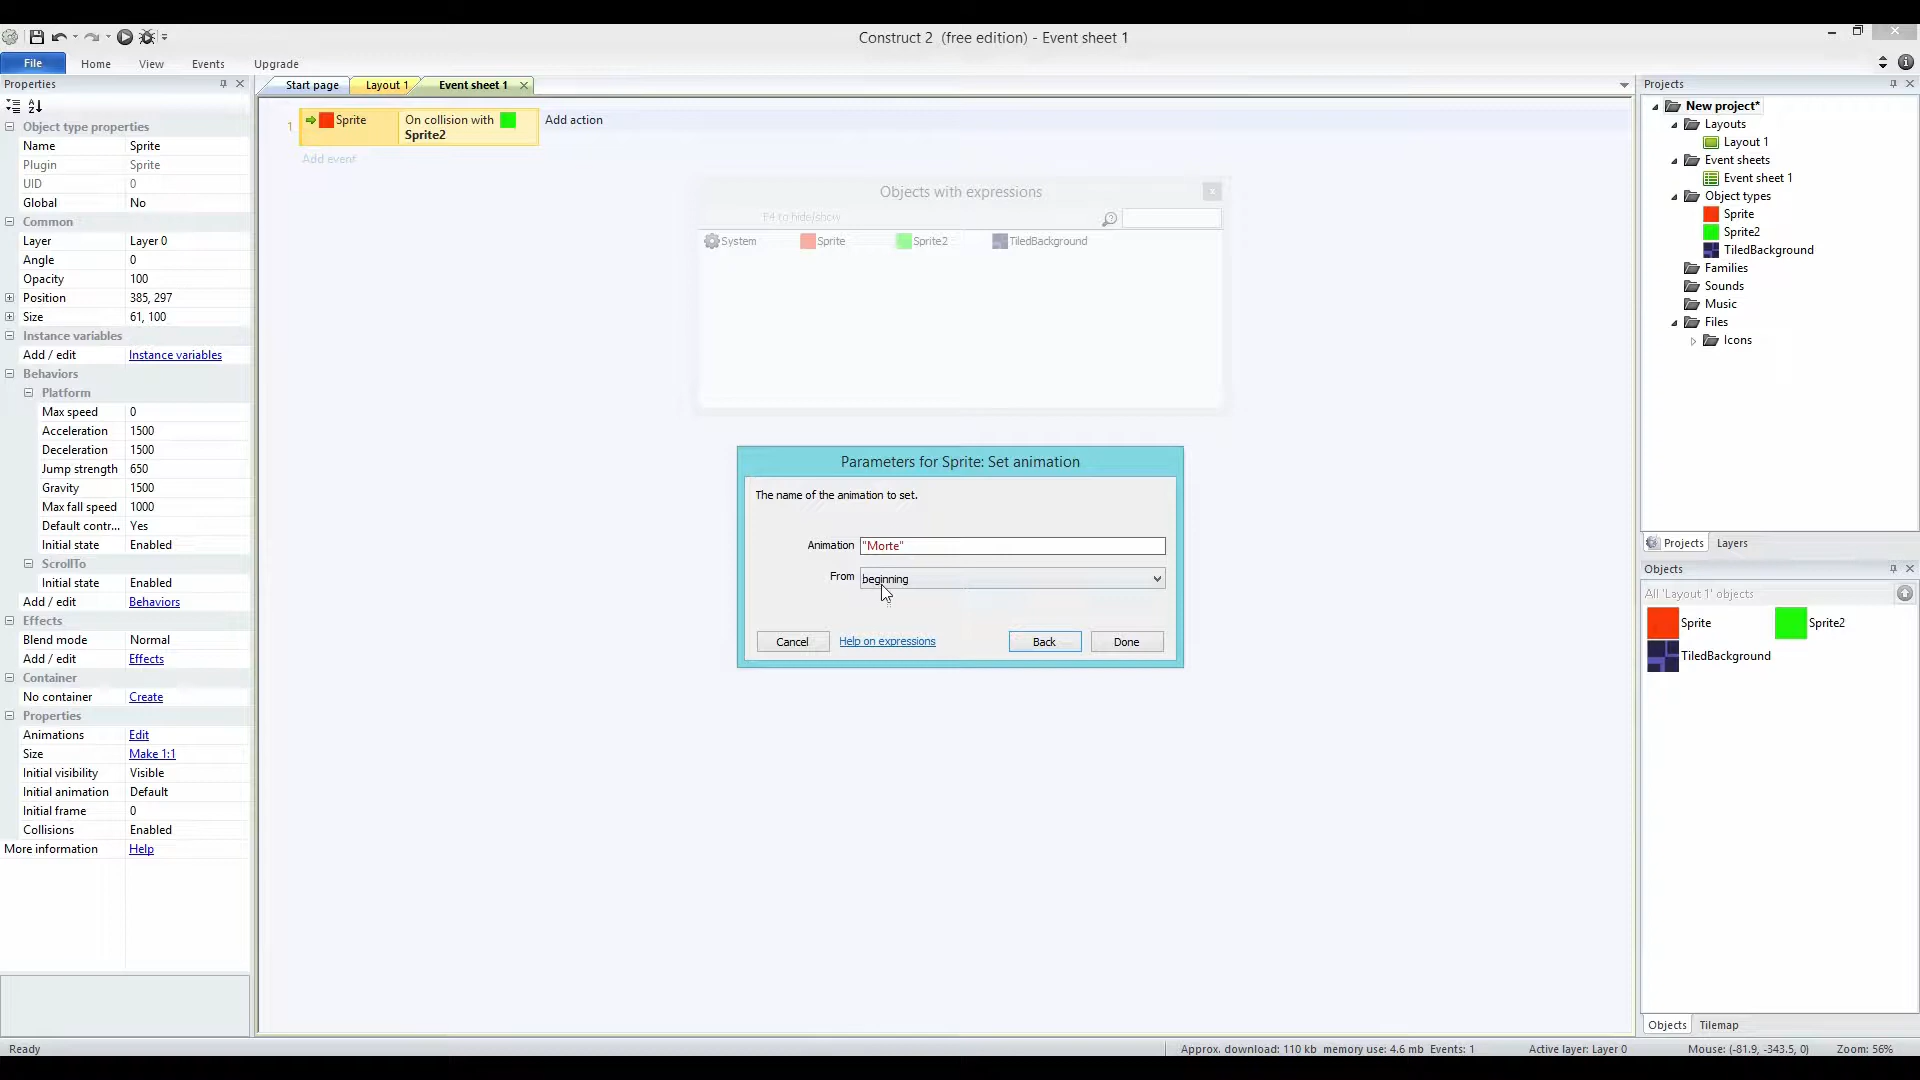 Construct 2 (free edition) - Event sheet 1
File Home View Events Upgrade
Properties
Object type properties
Name Sprite
Plugin Sprite
UID 0
Global No
Common
Layer Layer 0
Angle 0
Opacity 100
Position 385, 297
Size 61, 100
Instance variables
Add / edit Instance variables
Behaviors
Platform
Max speed 0
Acceleration 1500
Deceleration 1500
Jump strength 650
Gravity 1500
Max fall speed 1000
Default contr... Yes
Initial state Enabled
ScrollTo
Initial state Enabled
Add / edit Behaviors
Effects
Blend mode Normal
Add / edit Effects
Container
No container Create
Properties
Animations Edit
Size Make 1:1
Initial visibility Visible
Initial animation Default
Initial frame 0
Collisions Enabled
More information Help
Start page Layout 1 Event sheet 1
1 Sprite On collision with Add action
Sprite2
Add event
Objects with expressions
F4 to hide/show
System Sprite Sprite2 TiledBackground
Parameters for Sprite: Set animation
The name of the animation to set.
Animation "Morte"
From beginning
Cancel Help on expressions Back Done
Projects
New project*
Layouts
Layout 1
Event sheets
Event sheet 1
Object types
Sprite
Sprite2
TiledBackground
Families
Sounds
Music
Files
Icons
Projects Layers
Objects
All 'Layout 1' objects
Sprite Sprite2
TiledBackground
Objects Tilemap
Ready Approx. download: 110 kb memory use: 4.6 mb Events: 1 Active layer: Layer 0 Mouse: (-81.9, -343.5, 0) Zoom: 56%